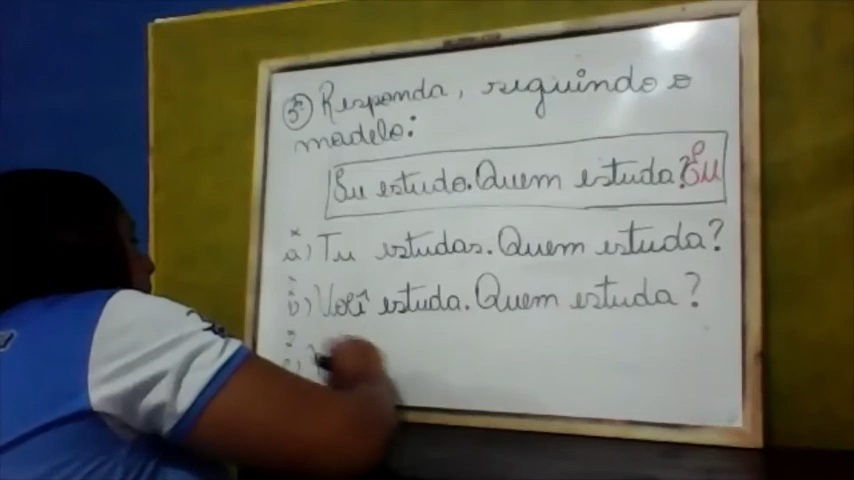 5ª Responda, seguindo o
modelo:
Eu estudo. Quem estuda? Eu
a) Tu estudas. Quem estuda?
b) Você estuda. Quem estuda?